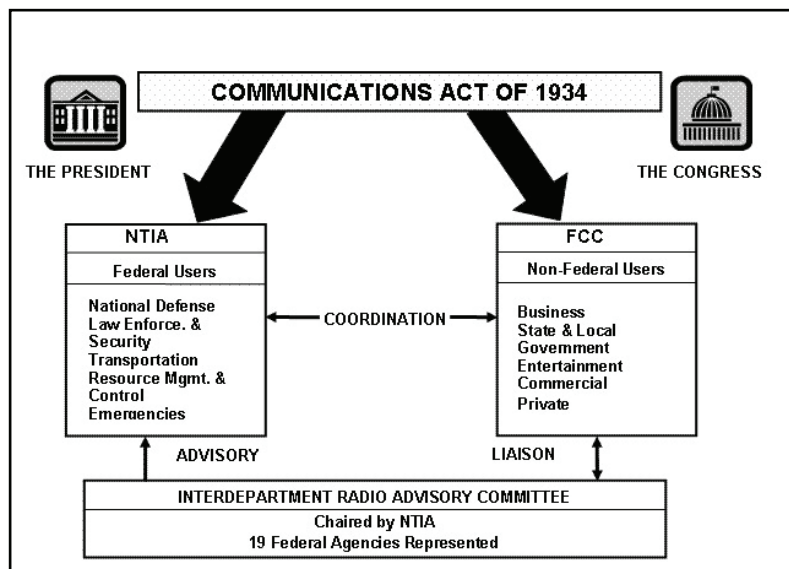 COMMUNICATIONS ACT OF 1934
THE PRESIDENT
THE CONGRESS
NTIA
Federal Users
National Defense
Law Enforce. &
Security
Transportation
Resource Mgmt. &
Control
Emergencies
COORDINATION
FCC
Non-Federal Users
Business
State & Local
Government
Entertainment
Commercial
Private
ADVISORY
LIAISON
INTERDEPARTMENT RADIO ADVISORY COMMITTEE
Chaired by NTIA
19 Federal Agencies Represented